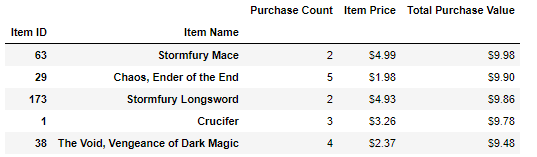 Purchase Count Item Price Total Purchase Value
Item ID Item Name
63 Stormfury Mace 2 $4.99 $9.98
29 Chaos, Ender of the End 5 $1.98 $9.90
173 Stormfury Longsword 2 $4.93 $9.86
1 Crucifer 3 $3.26 $9.78
38 The Void, Vengeance of Dark Magic 4 $2.37 $9.48